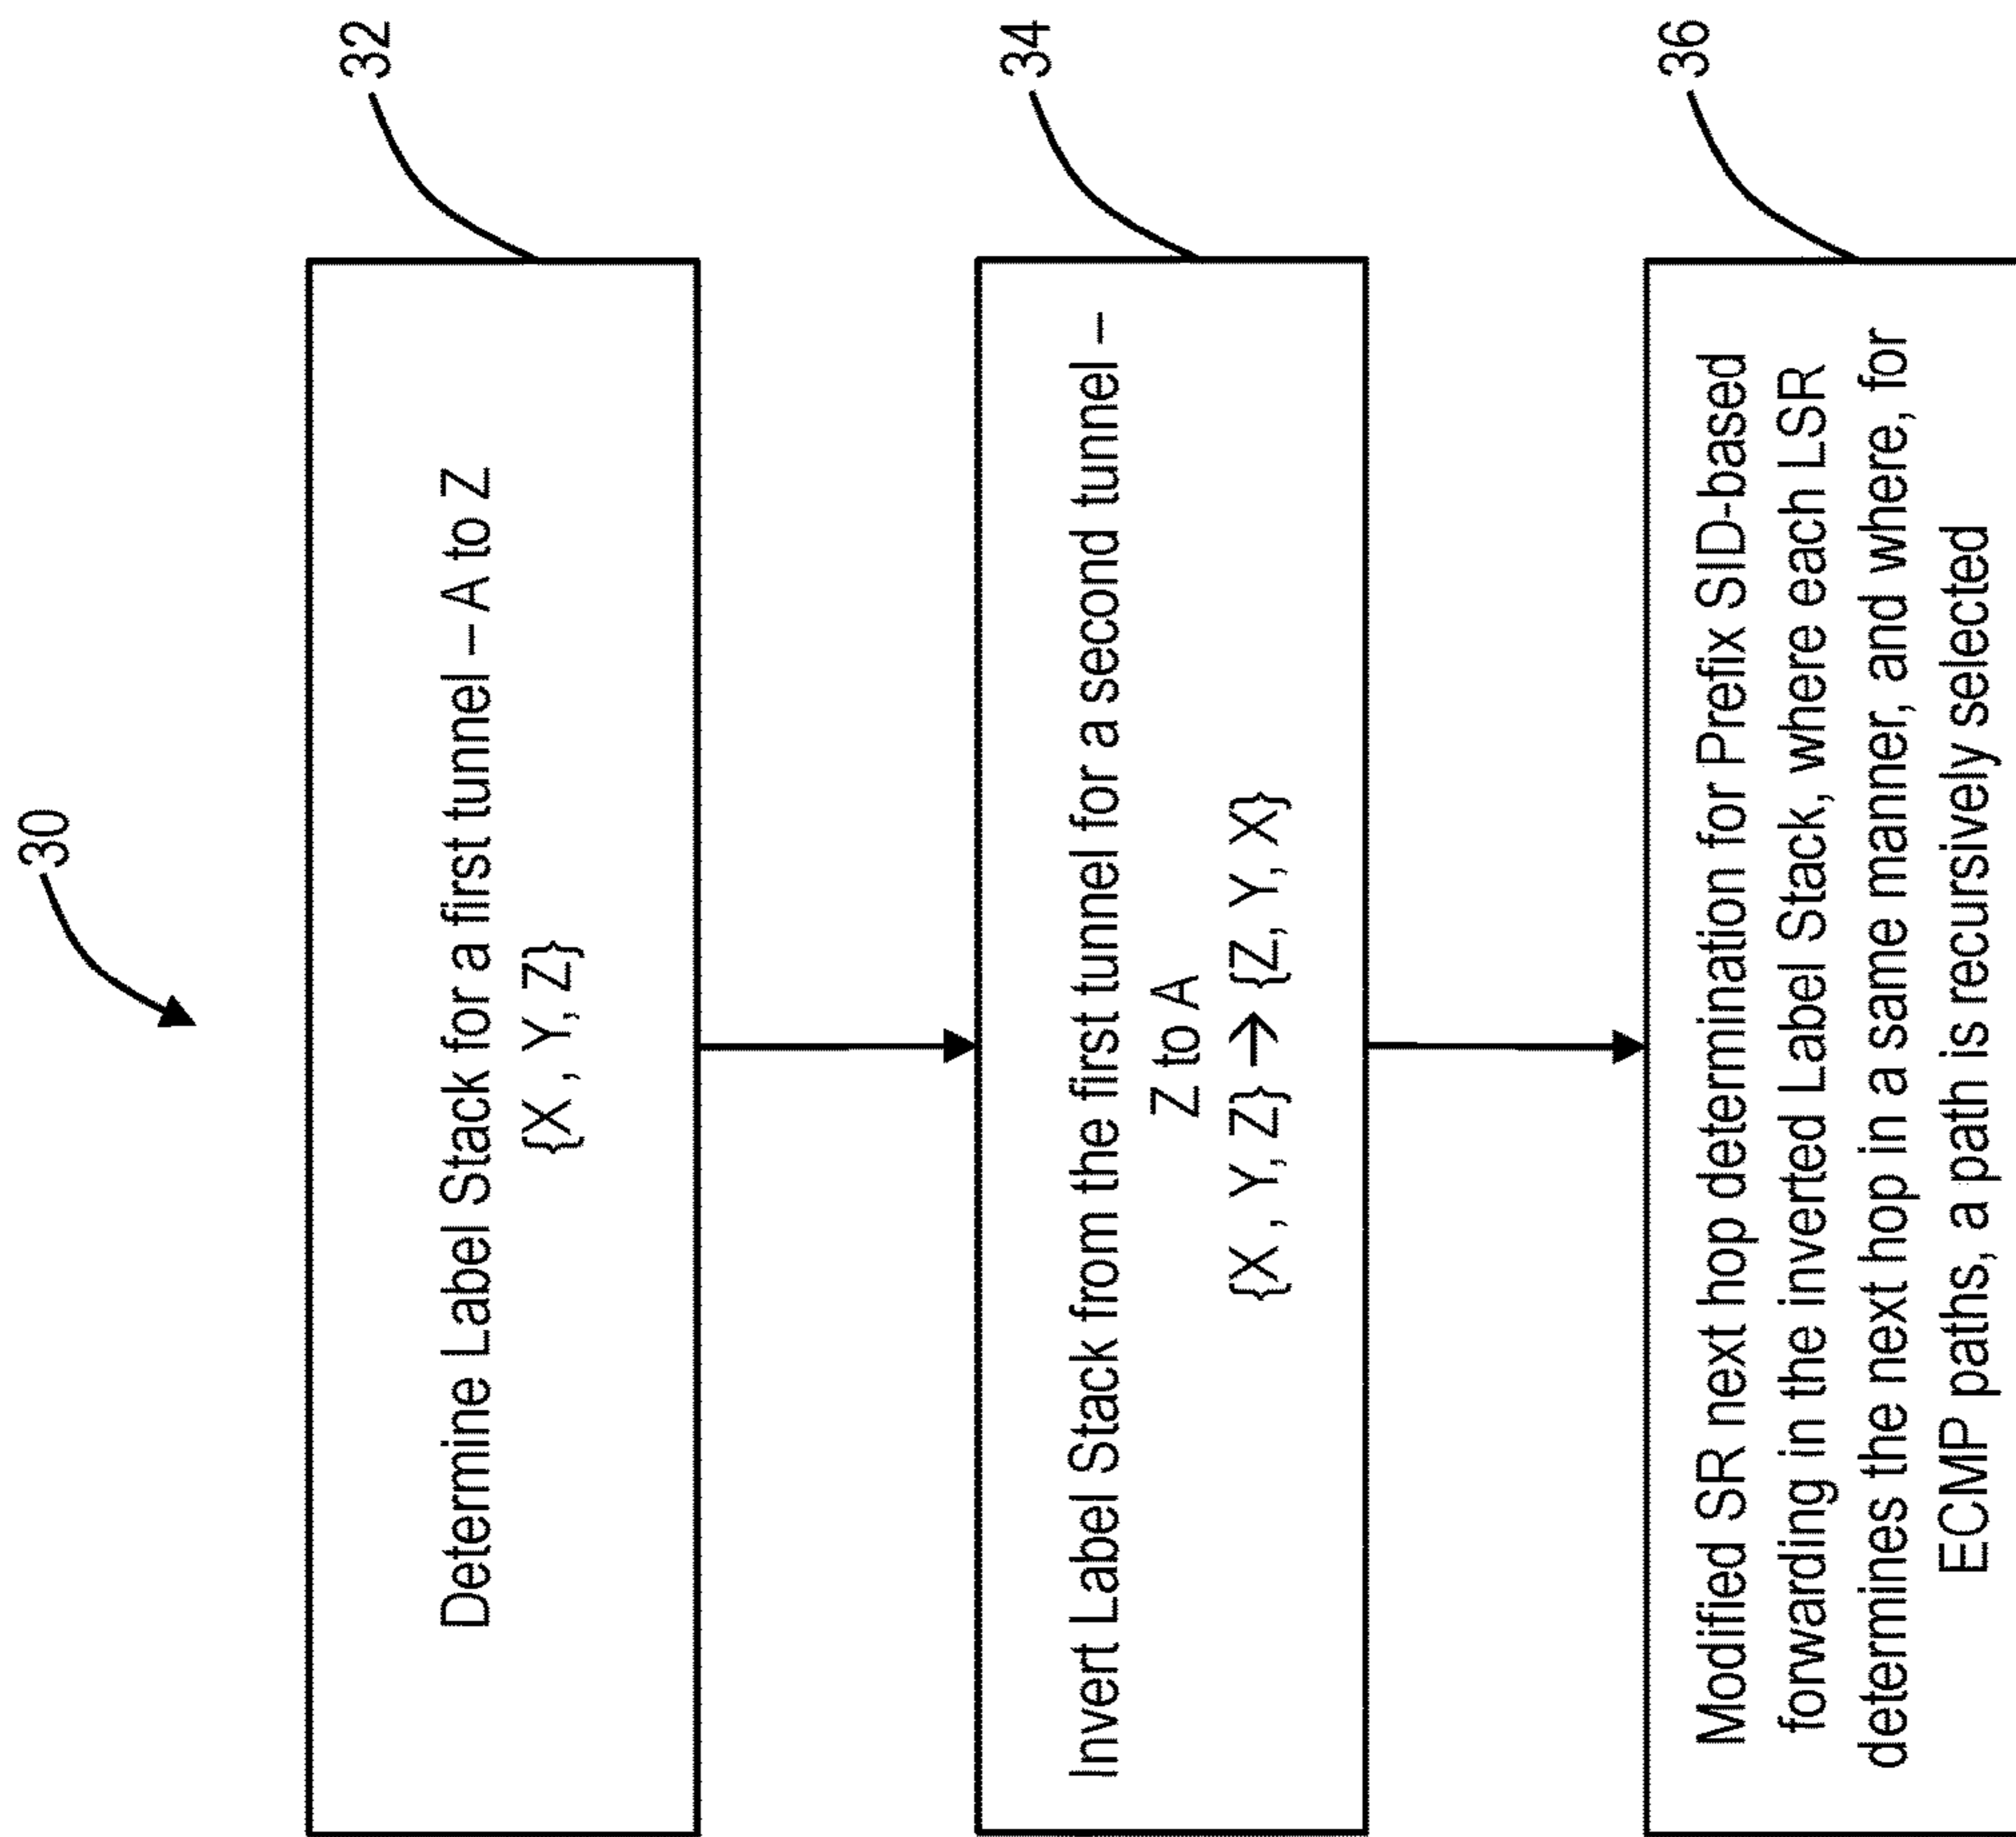 30
32
Determine Label Stack for a first tunnel – A to Z
{X , Y, Z}
34
Invert Label Stack from the first tunnel for a second tunnel –
Z to A
{X , Y, Z} → {Z, Y, X}
36
Modified SR next hop determination for Prefix SID-based
forwarding in the inverted Label Stack, where each LSR
determines the next hop in a same manner, and where, for
ECMP paths, a path is recursively selected